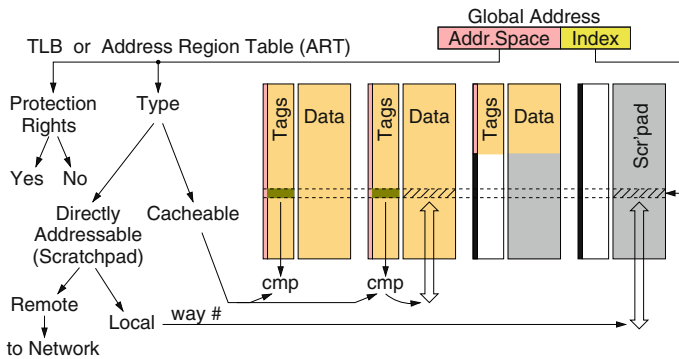 Global Address
TLB or Address Region Table (ART)
Addr.Space
Index
Protection
Rights
Type
Tags
Data
Tags
Data
Tags
Data
Scr'pad
Yes
No
Directly
Addressable
(Scratchpad)
Cacheable
cmp
cmp
Remote
Local
way #
to Network